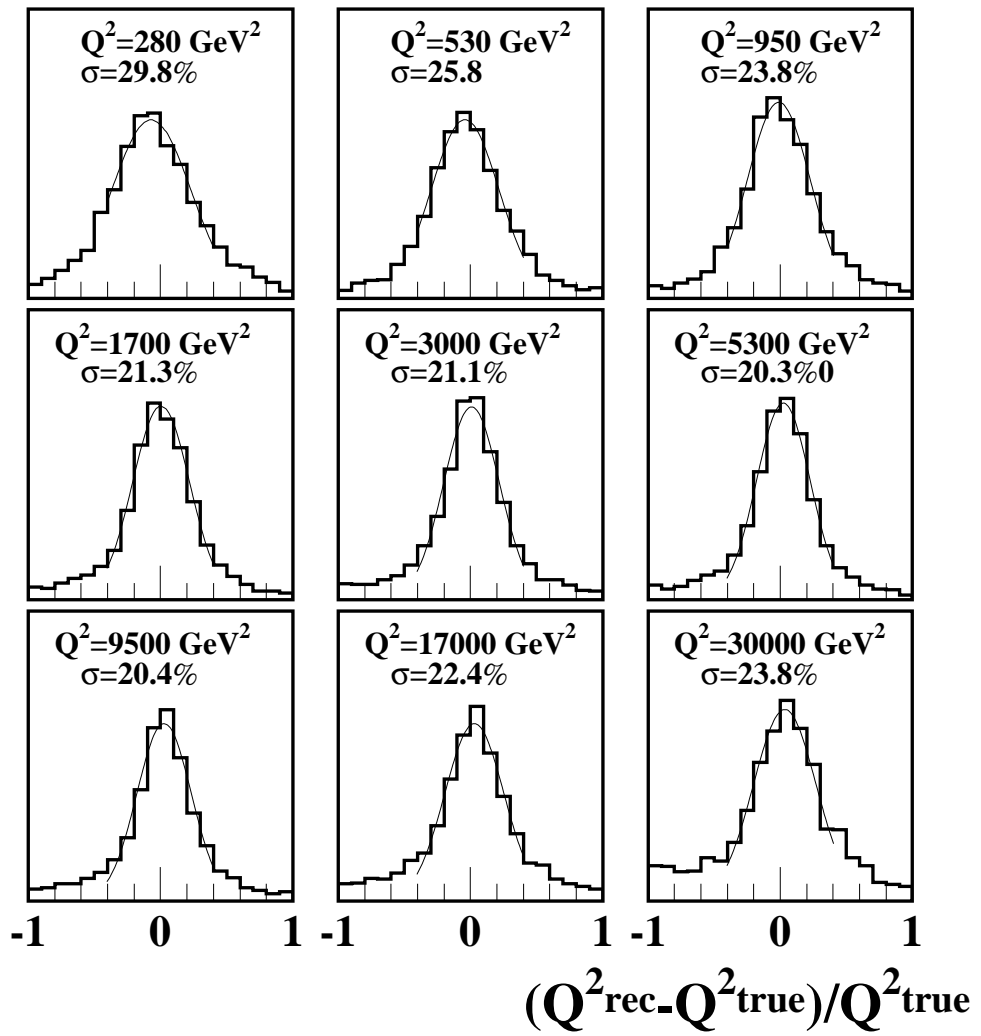 Q²=280 GeV²
σ=29.8%
Q²=530 GeV²
σ=25.8
Q²=950 GeV²
σ=23.8%
Q²=1700 GeV²
σ=21.3%
Q²=3000 GeV²
σ=21.1%
Q²=5300 GeV²
σ=20.3%0
Q²=9500 GeV²
σ=20.4%
Q²=17000 GeV²
σ=22.4%
Q²=30000 GeV²
σ=23.8%
-1 0 1 -1 0 1 -1 0 1
(Q²rec-Q²true)/Q²true